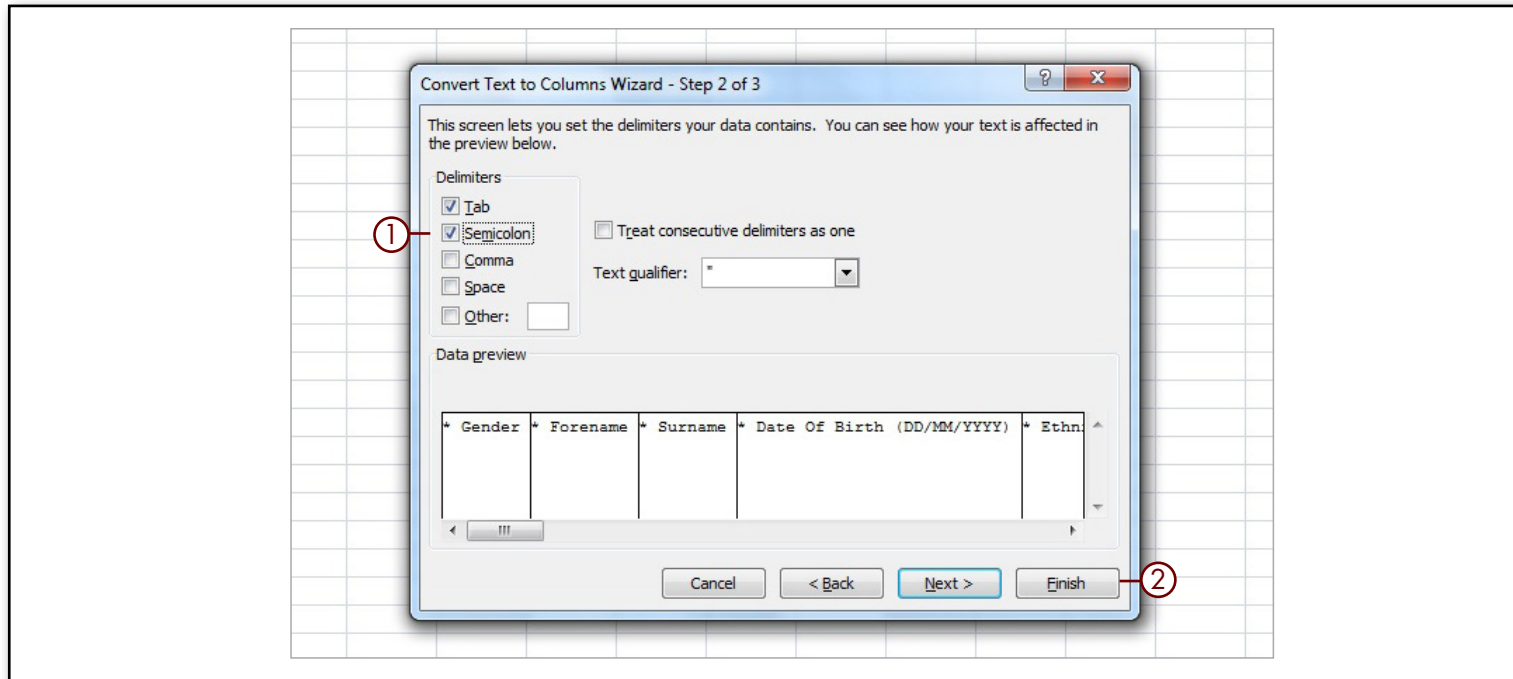 Convert Text to Columns Wizard - Step 2 of 3
?
X
This screen lets you set the delimiters your data contains. You can see how your text is affected in
the preview below.
Delimiters
Tab
1
Semicolon
Treat consecutive delimiters as one
Comma
Text qualifier: "
Space
Other:
Data preview
* Gender * Forename * Surname * Date Of Birth (DD/MM/YYYY) * Ethni
Cancel < Back Next > Finish
2